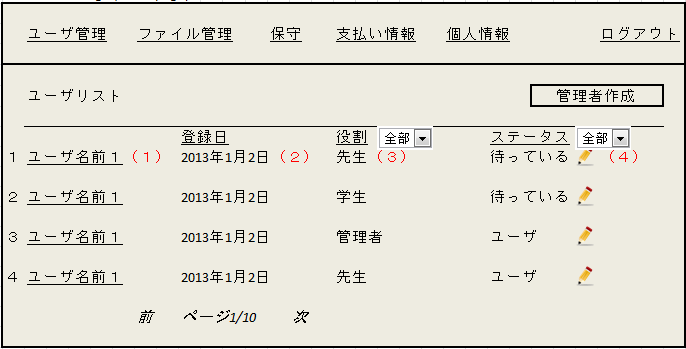 ユーザ管理 ファイル管理 保守 支払い情報 個人情報 ログアウト
ユーザリスト 管理者作成
登録日 役割 全部 ステータス 全部
1 ユーザ名前1 (1) 2013年1月2日 (2) 先生 (3) 待っている (4)
2 ユーザ名前1 2013年1月2日 学生 待っている
3 ユーザ名前1 2013年1月2日 管理者 ユーザ
4 ユーザ名前1 2013年1月2日 先生 ユーザ
前 ページ1/10 次